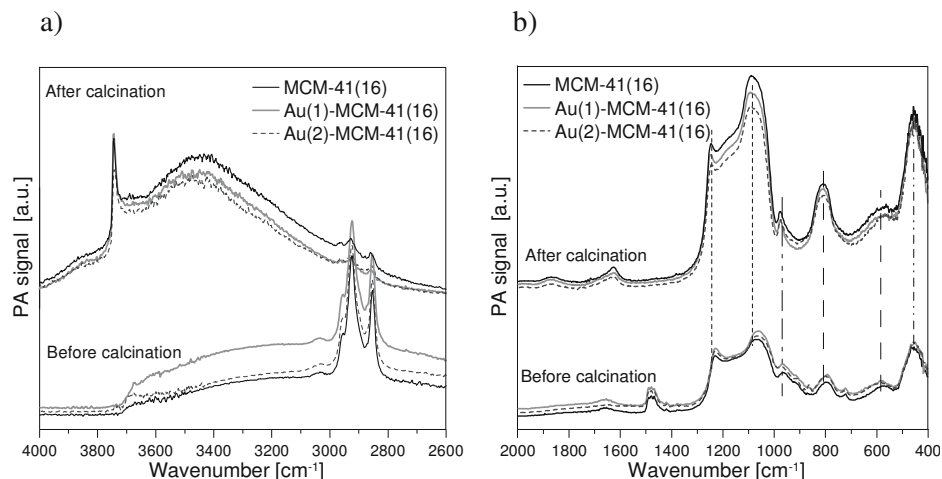 a)
After calcination
MCM-41(16)
Au(1)-MCM-41(16)
Au(2)-MCM-41(16)
Before calcination
PA signal [a.u.]
4000 3800 3600 3400 3200 3000 2800 2600
Wavenumber [cm-1]
b)
MCM-41(16)
Au(1)-MCM-41(16)
Au(2)-MCM-41(16)
After calcination
Before calcination
PA signal [a.u.]
2000 1800 1600 1400 1200 1000 800 600 400
Wavenumber [cm-1]